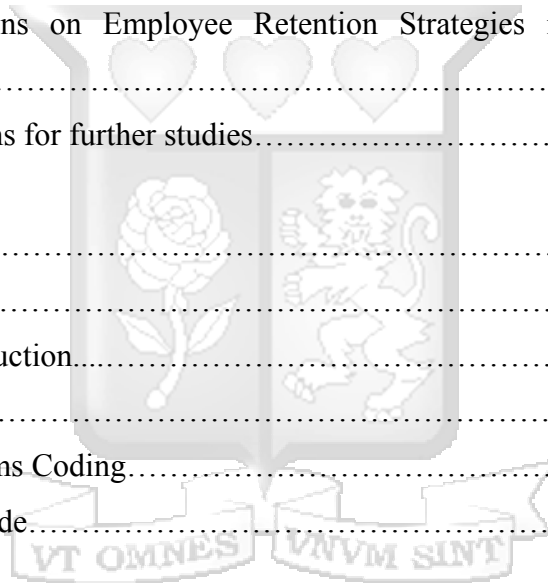 ns on Employee Retention Strategies
………………………………………………
ns for further studies……………………………
………………………………………………
………………………………………………
uction...……………………………………
………………………………………………
ns Coding…………………………………
de……………………………………………
VT OMNES VNVM SINT